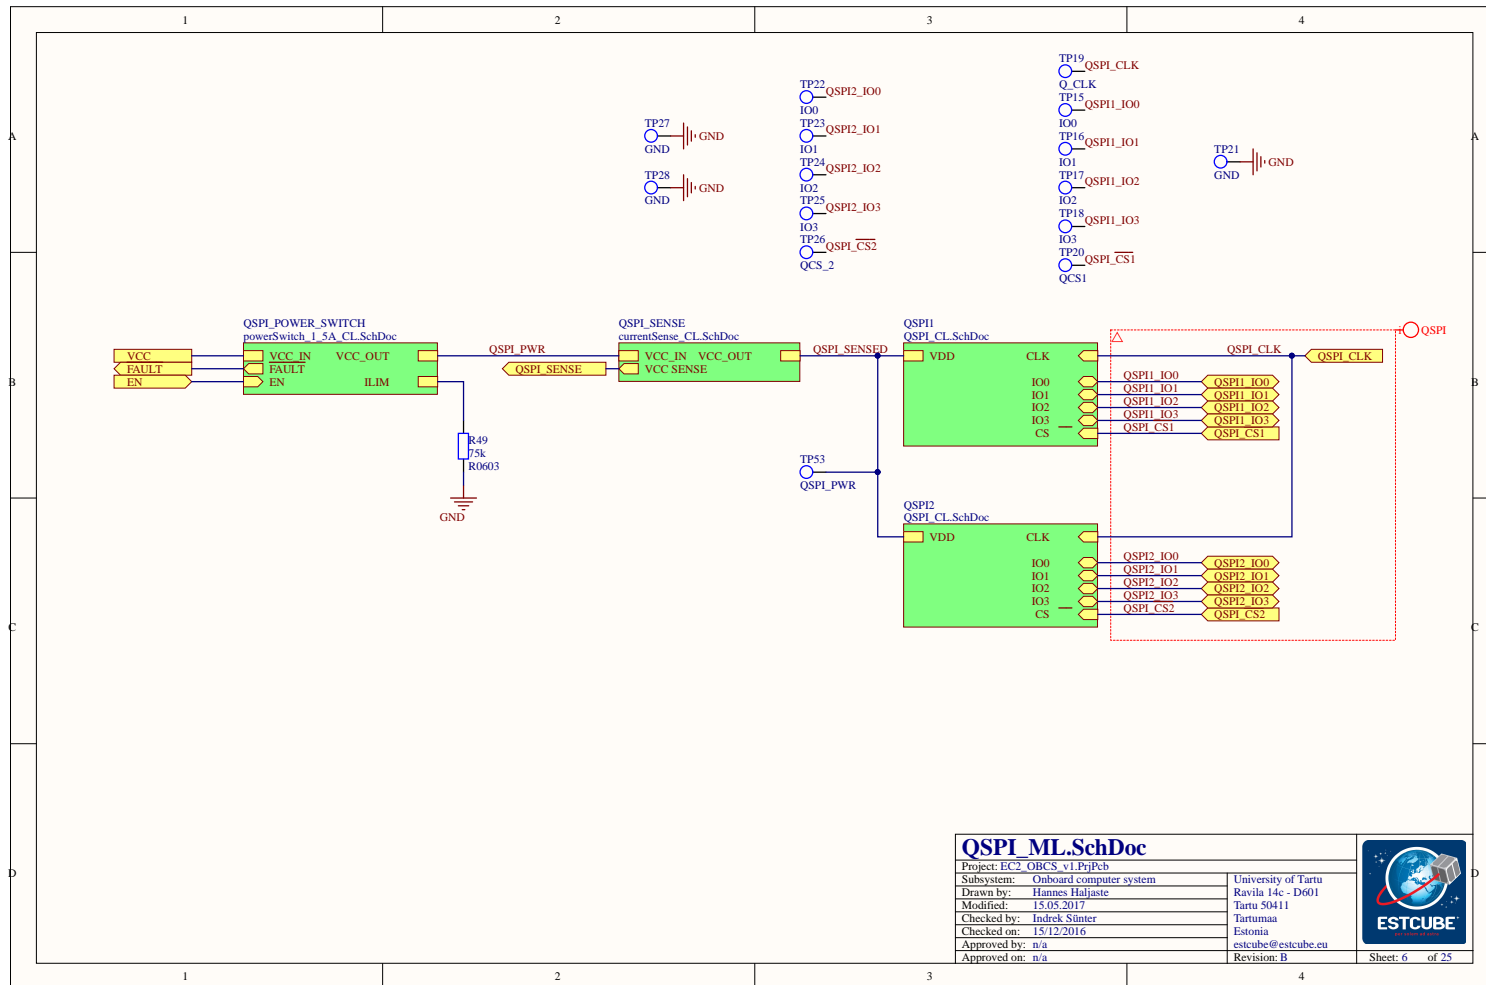 1 2 3 4
A A
B B
C C
D D
1 2 3 4
TP27
GND
GND
TP28
GND
GND
TP22
QSPI2_IO0
IO0
TP23
QSPI2_IO1
IO1
TP24
QSPI2_IO2
IO2
TP25
QSPI2_IO3
IO3
TP26
QSPI_CS2
QCS_2
TP19
QSPI_CLK
Q_CLK
TP15
QSPI1_IO0
IO0
TP16
QSPI1_IO1
IO1
TP17
QSPI1_IO2
IO2
TP18
QSPI1_IO3
IO3
TP20
QSPI_CS1
QCS1
TP21
GND
GND
QSPI_POWER_SWITCH
powerSwitch_1_5A_CL.SchDoc
VCC
FAULT
EN
VCC_IN VCC_OUT
FAULT
EN ILIM
QSPI_PWR
R49
75k
R0603
GND
QSPI_SENSE
currentSense_CL.SchDoc
VCC_IN VCC_OUT
VCC SENSE
QSPI_SENSE
QSPI_SENSED
TP53
QSPI_PWR
QSPI1
QSPI_CL.SchDoc
VDD CLK
IO0
IO1
IO2
IO3
CS
QSPI_CLK QSPI_CLK
QSPI1_IO0 QSPI1_IO0
QSPI1_IO1 QSPI1_IO1
QSPI1_IO2 QSPI1_IO2
QSPI1_IO3 QSPI1_IO3
QSPI_CS1 QSPI_CS1
i QSPI
QSPI2
QSPI_CL.SchDoc
VDD CLK
IO0
IO1
IO2
IO3
CS
QSPI2_IO0 QSPI2_IO0
QSPI2_IO1 QSPI2_IO1
QSPI2_IO2 QSPI2_IO2
QSPI2_IO3 QSPI2_IO3
QSPI_CS2 QSPI_CS2
QSPI_ML.SchDoc
Project: EC2_OBCS_v1.PrjPcb
Subsystem: Onboard computer system
Drawn by: Hannes Haljaste
Modified: 15.05.2017
Checked by: Indrek Sünter
Checked on: 15/12/2016
Approved by: n/a
Approved on: n/a
University of Tartu
Ravila 14c - D601
Tartu 50411
Tartumaa
Estonia
estcube@estcube.eu
Revision: B
ESTCUBE
Sheet: 6 of 25